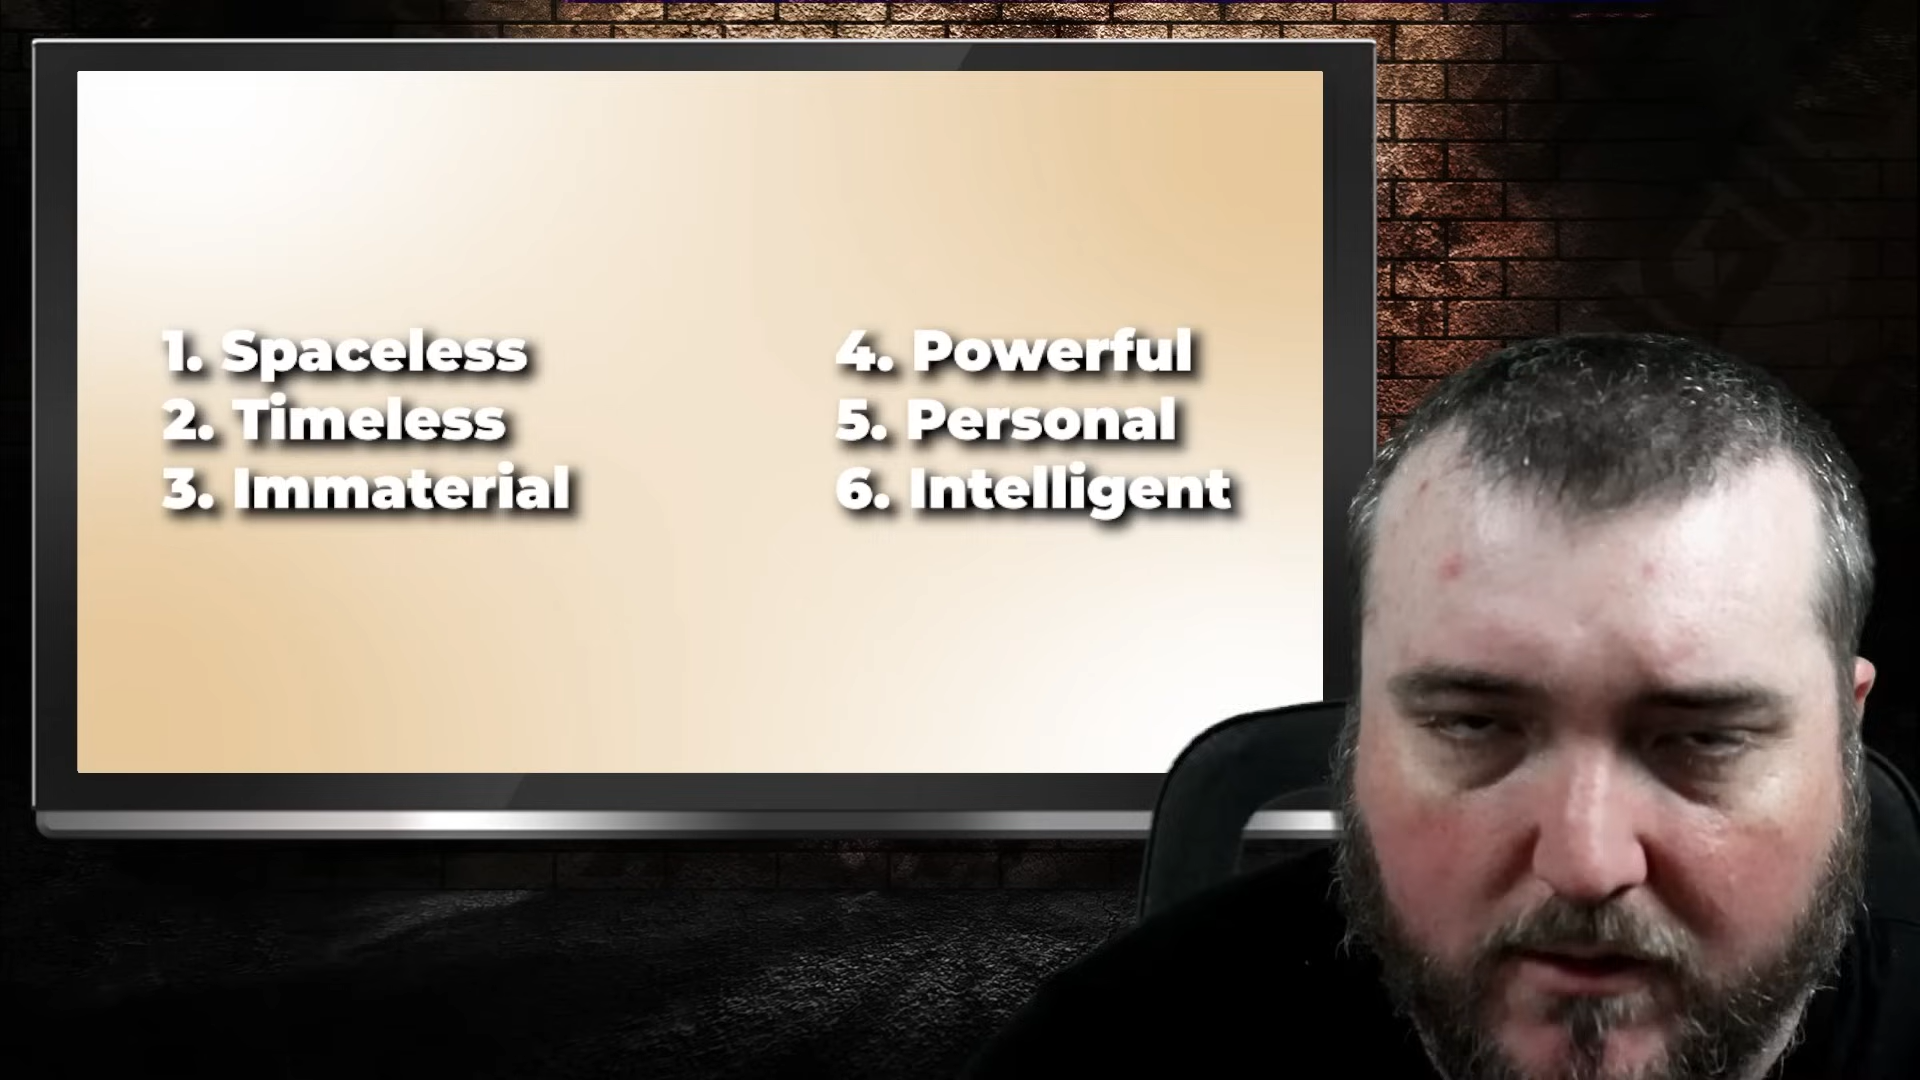 1. Spaceless
2. Timeless
3. Immaterial
4. Powerful
5. Personal
6. Intelligent